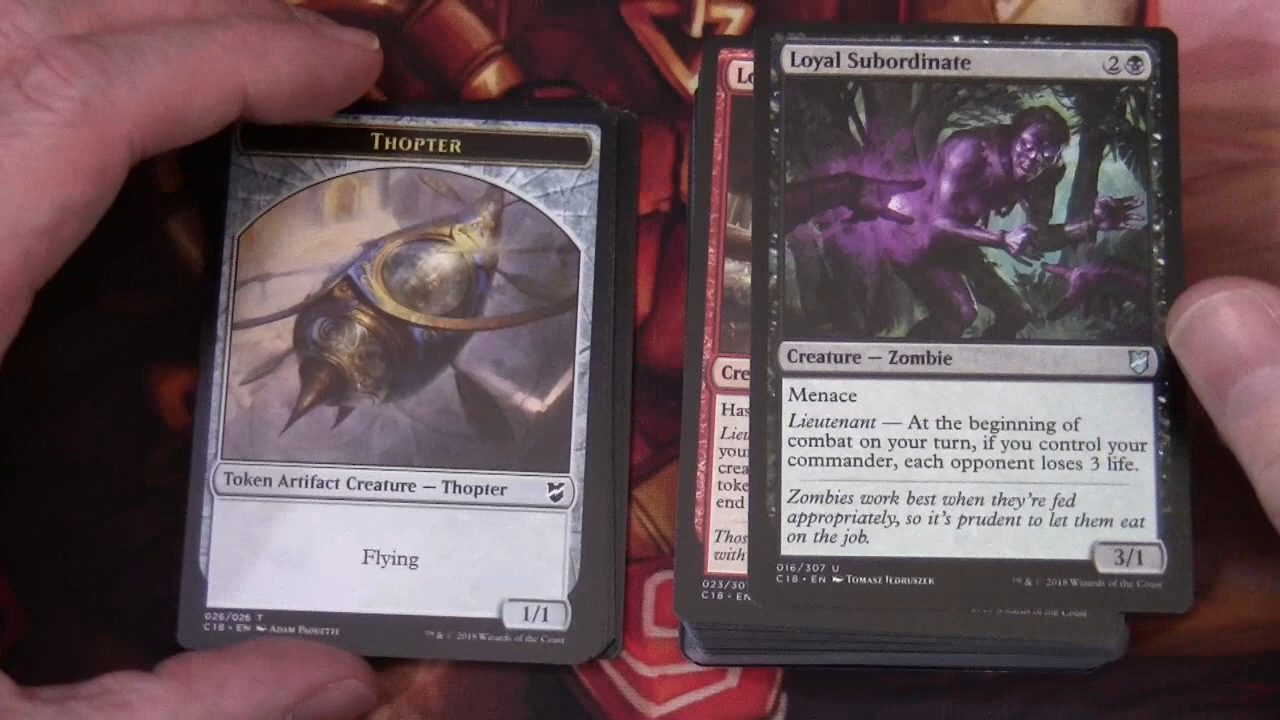 THOPTER
Token Artifact Creature — Thopter
Flying
1/1
026/026 T
C18 • EN ADAM PAQUETTE
™ & © 2018 Wizards of the Coast
Lo
Cre
Has
Lieu
your
crea
toke
end
Thos
with
023/30
C18 • EN
Loyal Subordinate
2
Creature — Zombie
Menace
Lieutenant — At the beginning of
combat on your turn, if you control your
commander, each opponent loses 3 life.
Zombies work best when they're fed
appropriately, so it's prudent to let them eat
on the job.
3/1
016/307 U
C18 • EN TOMASZ JEDRUSZEK
™ & © 2018 Wizards of the Coast